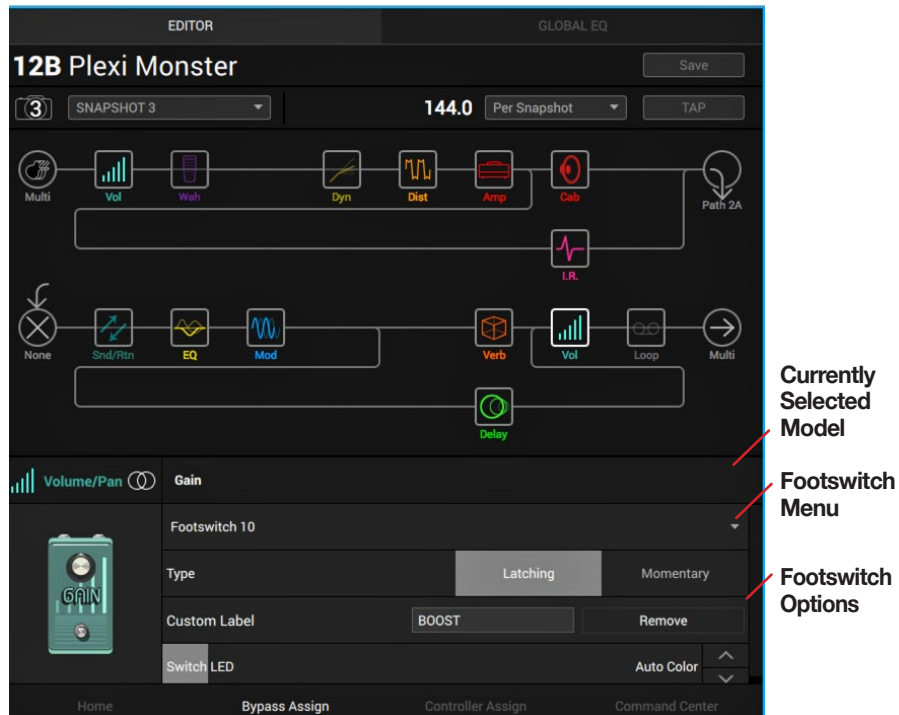 EDITOR GLOBAL EQ
12B Plexi Monster Save
3 SNAPSHOT 3 144.0 Per Snapshot TAP
Multi Vol Wah Dyn Dist Amp Cab Path 2A
I.R.
None Snd/Rtn EQ Mod Verb Vol Loop Multi
Delay
Currently
Selected
Model
Volume/Pan Gain
Footswitch
Menu
Footswitch 10
GAIN
Type Latching Momentary
Footswitch
Options
Custom Label BOOST Remove
Switch LED Auto Color
Home Bypass Assign Controller Assign Command Center